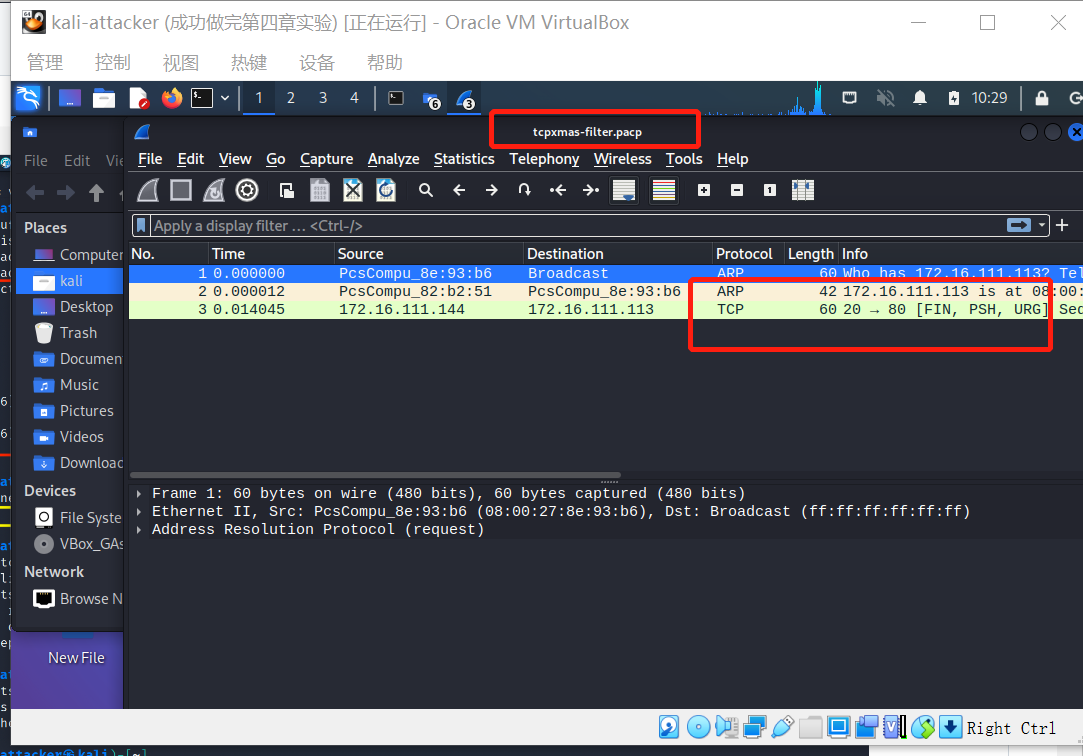 kali-attacker (成功做完第四章实验) [正在运行] - Oracle VM VirtualBox
管理 控制 视图 热键 设备 帮助
1 2 3 4 6 3 10:29
tcpxmas-filter.pacp
File Edit Vie
File Edit View Go Capture Analyze Statistics Telephony Wireless Tools Help
Apply a display filter … <Ctrl-/>
Places
Computer
kali
Desktop
Trash
Documen
Music
Pictures
Videos
Downloac
Devices
File Syste
VBox_GAs
Network
Browse N
New File
No. Time Source Destination Protocol Length Info
1 0.000000 PcsCompu_8e:93:b6 Broadcast ARP 60 Who has 172.16.111.113? Tel
2 0.000012 PcsCompu_82:b2:51 PcsCompu_8e:93:b6 ARP 42 172.16.111.113 is at 08:00:
3 0.014045 172.16.111.144 172.16.111.113 TCP 60 20 → 80 [FIN, PSH, URG] Seq
Frame 1: 60 bytes on wire (480 bits), 60 bytes captured (480 bits)
Ethernet II, Src: PcsCompu_8e:93:b6 (08:00:27:8e:93:b6), Dst: Broadcast (ff:ff:ff:ff:ff:ff)
Address Resolution Protocol (request)
Right Ctrl